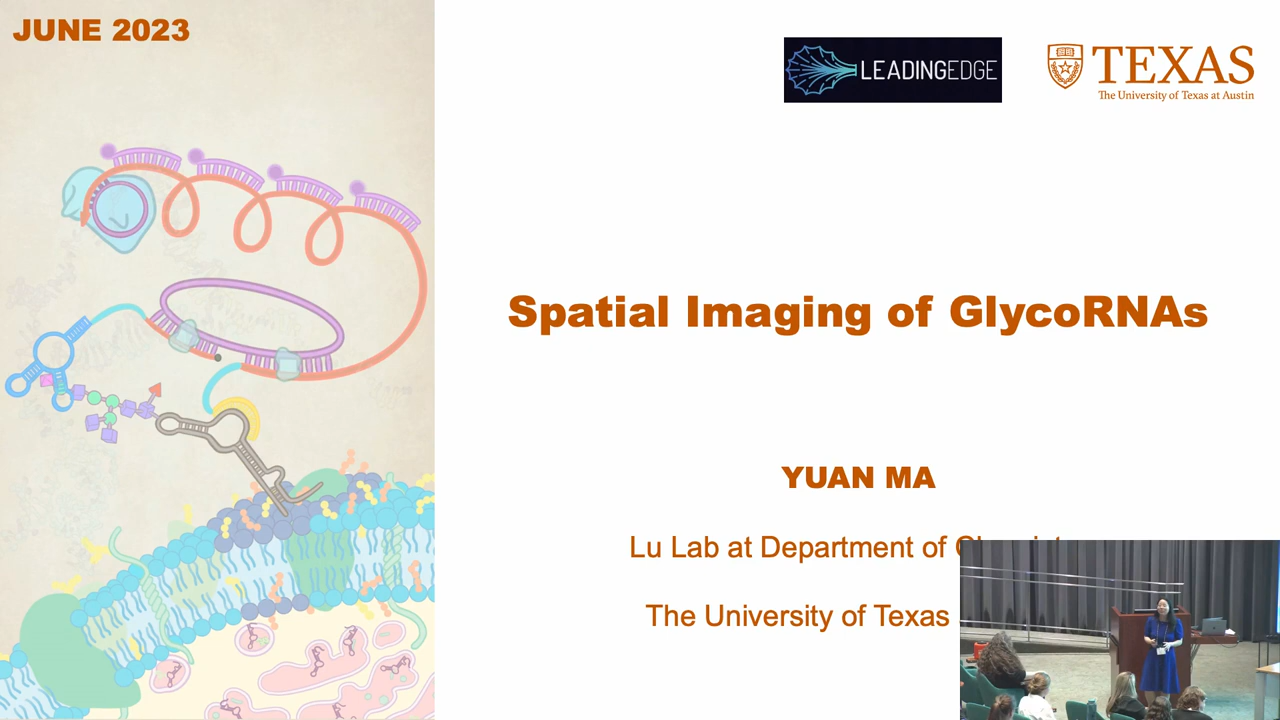 JUNE 2023
LEADINGEDGE
TEXAS
The University of Texas at Austin
Spatial Imaging of GlycoRNAs
YUAN MA
Lu Lab at Department of
The University of Texas